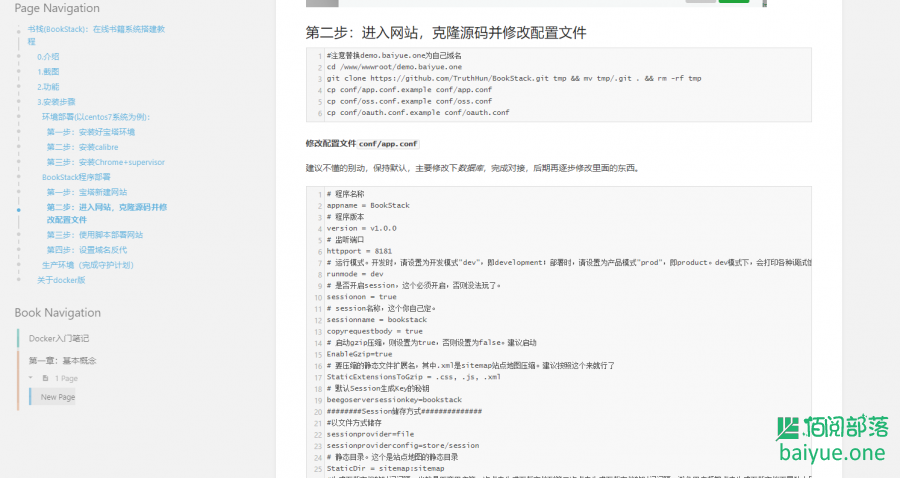 Page Navigation
书栈(BookStack)：在线书籍系统搭建教
程
0.介绍
1.截图
2.功能
3.安装步骤
环境部署(以centos7系统为例)：
第一步：安装好宝塔环境
第二步：安装calibre
第三步：安装Chrome+supervisor
BookStack程序部署
第一步：宝塔新建网站
第二步：进入网站，克隆源码并修
改配置文件
第三步：使用脚本部署网站
第四步：设置域名反代
生产环境（完成守护计划）
关于docker版
Book Navigation
Docker入门笔记
第一章：基本概念
1 Page
New Page
第二步：进入网站，克隆源码并修改配置文件
1 #注意替换demo.baiyue.one为自己域名
2 cd /www/wwwroot/demo.baiyue.one
3 git clone https://github.com/TruthHun/BookStack.git tmp && mv tmp/.git . && rm -rf tmp
4 cp conf/app.conf.example conf/app.conf
5 cp conf/oss.conf.example conf/oss.conf
6 cp conf/oauth.conf.example conf/oauth.conf
修改配置文件 conf/app.conf
建议不懂的别动，保持默认，主要修改下数据库，完成对接，后期再逐步修改里面的东西。
1 # 程序名称
2 appname = BookStack
3 # 程序版本
4 version = v1.0.0
5 # 监听端口
6 httpport = 8181
7 # 运行模式。开发时，请设置为开发模式"dev"，即development；部署时，请设置为产品模式"prod"，即product。dev模式下，会打印各种调试信
8 runmode = dev
9 # 是否开启session，这个必须开启，否则没法玩了。
10 sessionon = true
11 # session名称，这个你自己定。
12 sessionname = bookstack
13 copyrequestbody = true
14 # 启动gzip压缩，则设置为true，否则设置为false。建议启动
15 EnableGzip=true
16 # 要压缩的静态文件扩展名，其中.xml是sitemap站点地图压缩。建议按照这个来就行了
17 StaticExtensionsToGzip = .css, .js, .xml
18 # 默认Session生成Key的秘钥
19 beegoserversessionkey=bookstack
20 ########Session储存方式##############
21 #以文件方式储存
22 sessionprovider=file
23 sessionproviderconfig=store/session
24 # 静态目录。这个是站点地图的静态目录
25 StaticDir = sitemap:sitemap
佰阅部落
baiyue.one